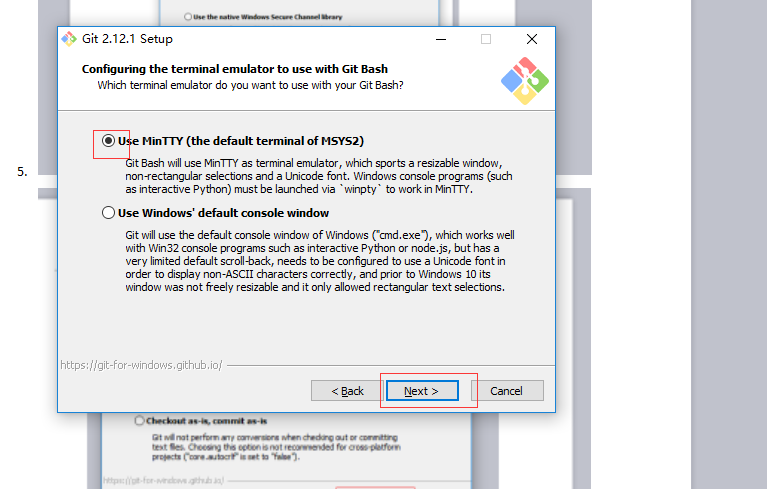 Use the native Windows Secure Channel library
Git 2.12.1 Setup
Configuring the terminal emulator to use with Git Bash
Which terminal emulator do you want to use with your Git Bash?
Use MinTTY (the default terminal of MSYS2)
Git Bash will use MinTTY as terminal emulator, which sports a resizable window,
non-rectangular selections and a Unicode font. Windows console programs (such
as interactive Python) must be launched via `winpty` to work in MinTTY.
5.
Use Windows' default console window
Git will use the default console window of Windows ("cmd.exe"), which works well
with Win32 console programs such as interactive Python or node.js, but has a
very limited default scroll-back, needs to be configured to use a Unicode font in
order to display non-ASCII characters correctly, and prior to Windows 10 its
window was not freely resizable and it only allowed rectangular text selections.
https://git-for-windows.github.io/
< Back
Next >
Cancel
Checkout as-is, commit as-is
Git will not perform any conversions when checking out or committing
text files. Choosing this option is not recommended for cross-platform
projects ("core.autocrlf" is set to "false").
https://git-for-windows.github.io/